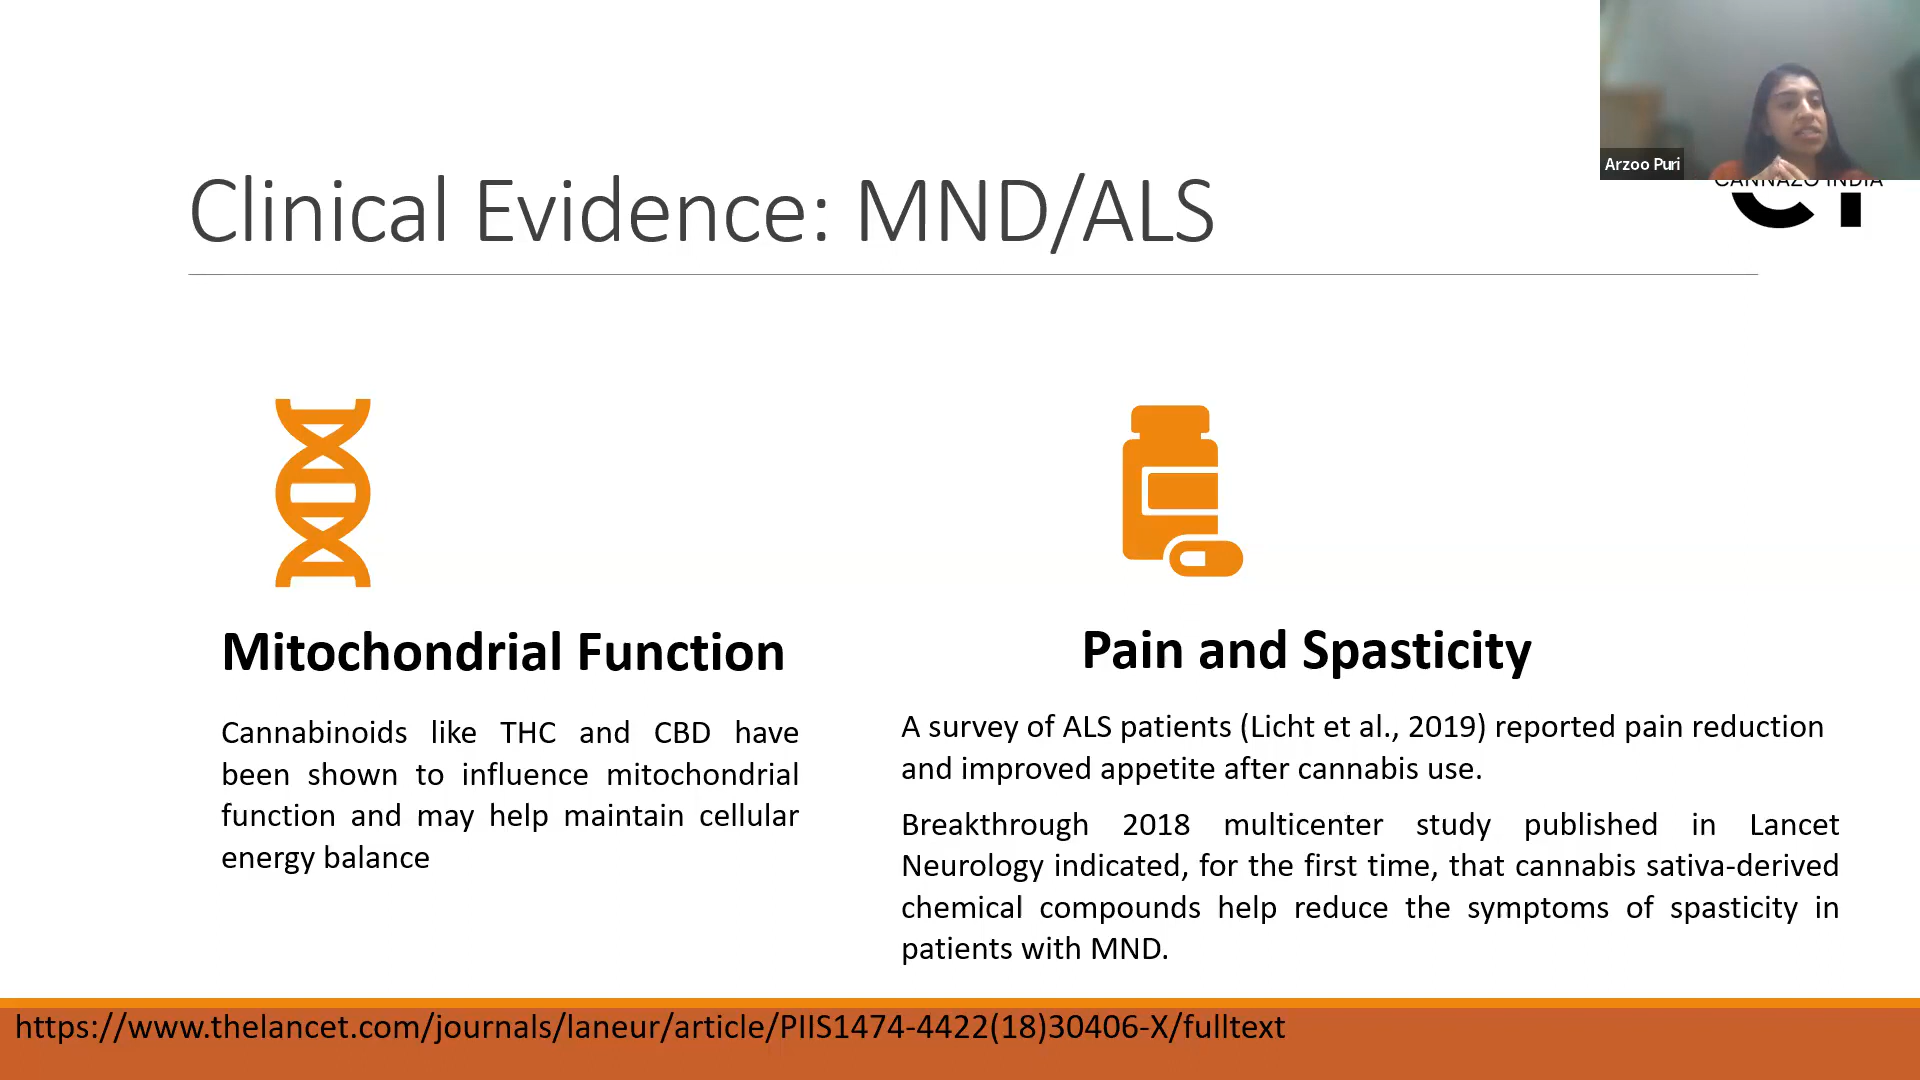 Arzoo Puri
CANNAZO INDIA
Clinical Evidence: MND/ALS
Mitochondrial Function
Cannabinoids like THC and CBD have
been shown to influence mitochondrial
function and may help maintain cellular
energy balance
Pain and Spasticity
A survey of ALS patients (Licht et al., 2019) reported pain reduction
and improved appetite after cannabis use.
Breakthrough 2018 multicenter study published in Lancet
Neurology indicated, for the first time, that cannabis sativa-derived
chemical compounds help reduce the symptoms of spasticity in
patients with MND.
https://www.thelancet.com/journals/laneur/article/PIIS1474-4422(18)30406-X/fulltext